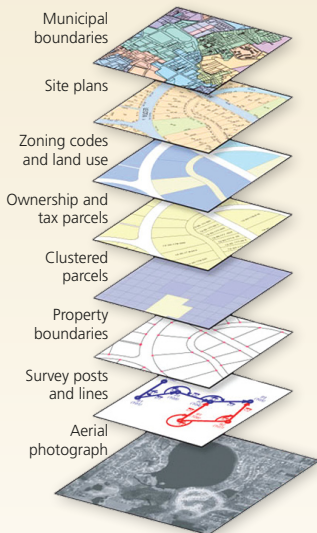 Municipal
boundaries
Site plans
Zoning codes
and land use
Ownership and
tax parcels
Clustered
parcels
Property
boundaries
Survey posts
and lines
Aerial
photograph